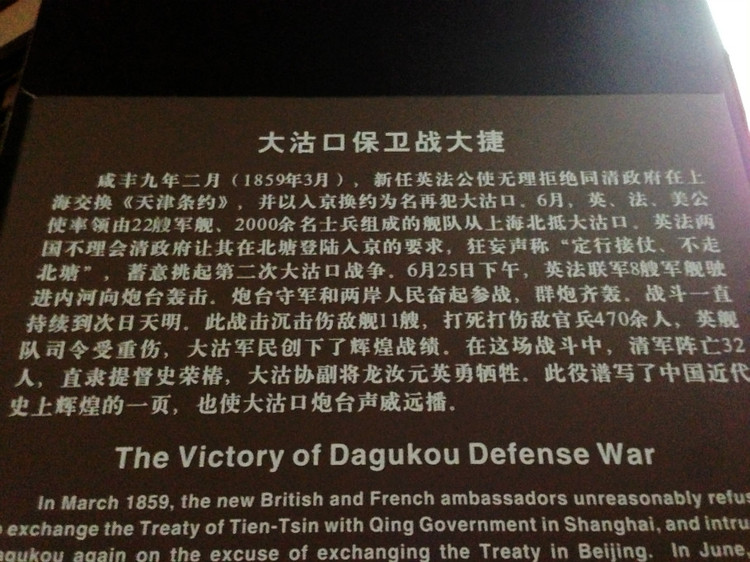 大沽口保卫战大捷
咸丰九年二月（1859年3月），新任英法公使无理拒绝同清政府在上
海交换《天津条约》，并以入京换约为名再犯大沽口。6月，英、法、美公
使率领由22艘军舰、2000余名士兵组成的舰队从上海北抵大沽口。英法两
国不理会清政府让其在北塘登陆入京的要求，狂妄声称“定行接仗、不走
北塘”，蓄意挑起第二次大沽口战争。6月25日下午，英法联军8艘军舰驶
进内河向炮台轰击。炮台守军和两岸人民奋起参战，群炮齐轰。战斗一直
持续到次日天明。此战击沉击伤敌舰11艘，打死打伤敌官兵470余人，英舰
队司令受重伤，大沽军民创下了辉煌战绩。在这场战斗中，清军阵亡32
人，直隶提督史荣椿，大沽协副将龙汝元英勇牺牲。此役谱写了中国近代
史上辉煌的一页，也使大沽口炮台声威远播。
The Victory of Dagukou Defense War
In March 1859, the new British and French ambassadors unreasonably refus
o exchange the Treaty of Tien-Tsin with Qing Government in Shanghai, and intru
agukou again on the excuse of exchanging the Treaty in Beijing. In June,